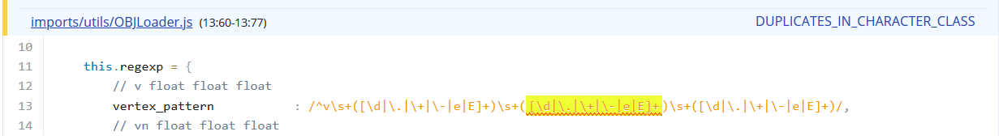 imports/utils/OBJLoader.js (13:60-13:77) DUPLICATES_IN_CHARACTER_CLASS
10
11 this.regexp = {
12 // v float float float
13 vertex_pattern : /^v\s+([\d|\.|\+|\-|e|E]+)\s+([\d|\.|\+|\-|e|E]+)\s+([\d|\.|\+|\-|e|E]+)/,
14 // vn float float float